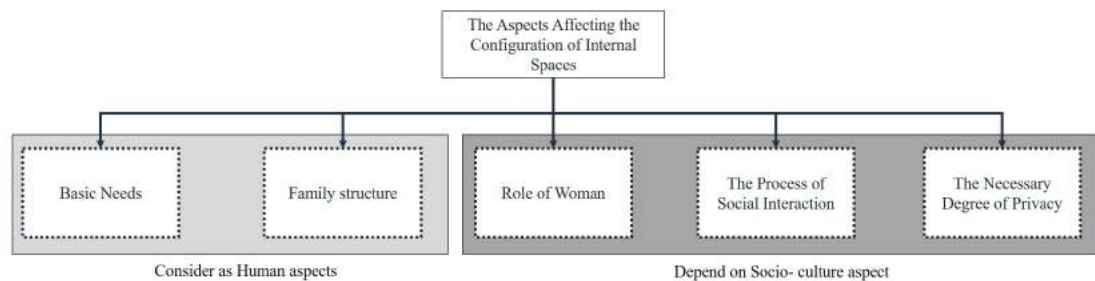 The Aspects Affecting the
Configuration of Internal
Spaces
Basic Needs
Family structure
Role of Woman
The Process of
Social Interaction
The Necessary
Degree of Privacy
Consider as Human aspects
Depend on Socio- culture aspect